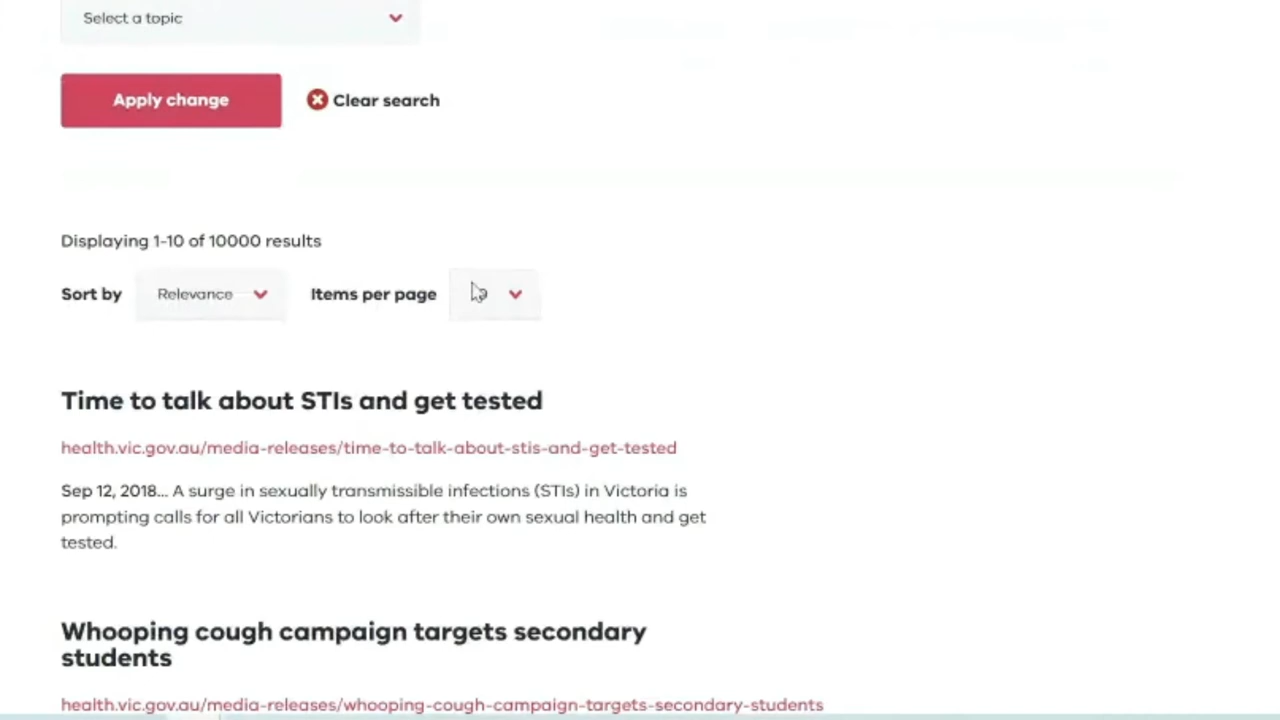 Select a topic
Apply change
Clear search
Displaying 1-10 of 10000 results
Sort by Relevance Items per page
Time to talk about STIs and get tested
health.vic.gov.au/media-releases/time-to-talk-about-stis-and-get-tested
Sep 12, 2018... A surge in sexually transmissible infections (STIs) in Victoria is
prompting calls for all Victorians to look after their own sexual health and get
tested.
Whooping cough campaign targets secondary
students
health.vic.gov.au/media-releases/whooping-cough-campaign-targets-secondary-students